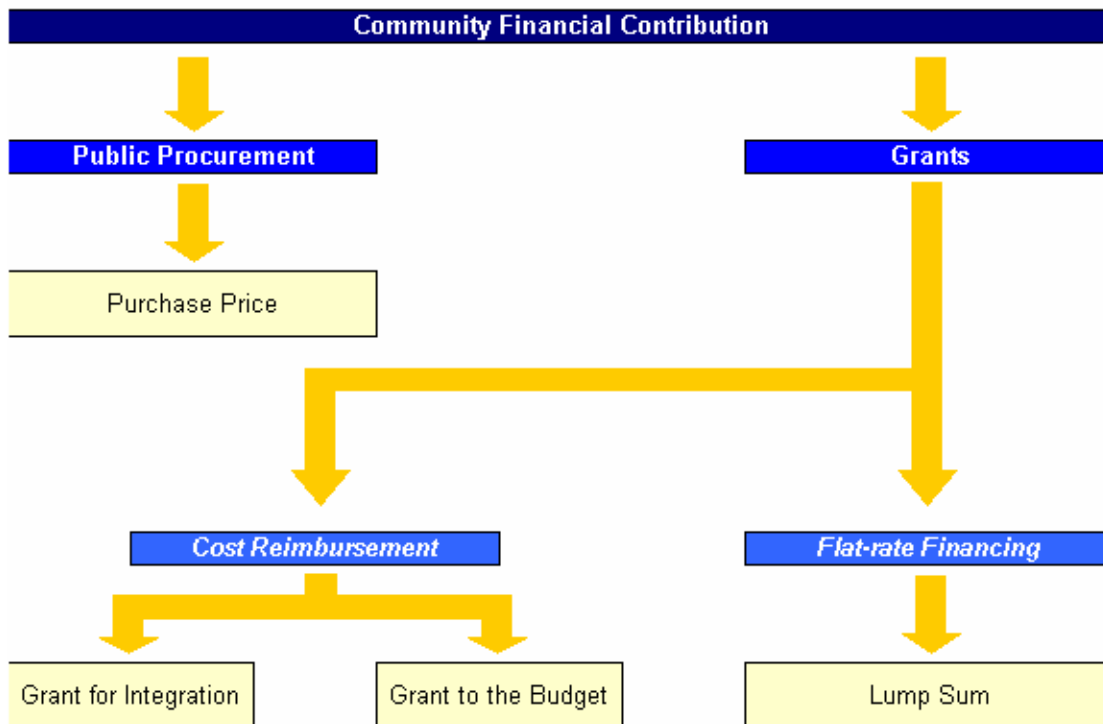 Community Financial Contribution
Public Procurement
Grants
Purchase Price
Cost Reimbursement
Flat-rate Financing
Grant for Integration
Grant to the Budget
Lump Sum